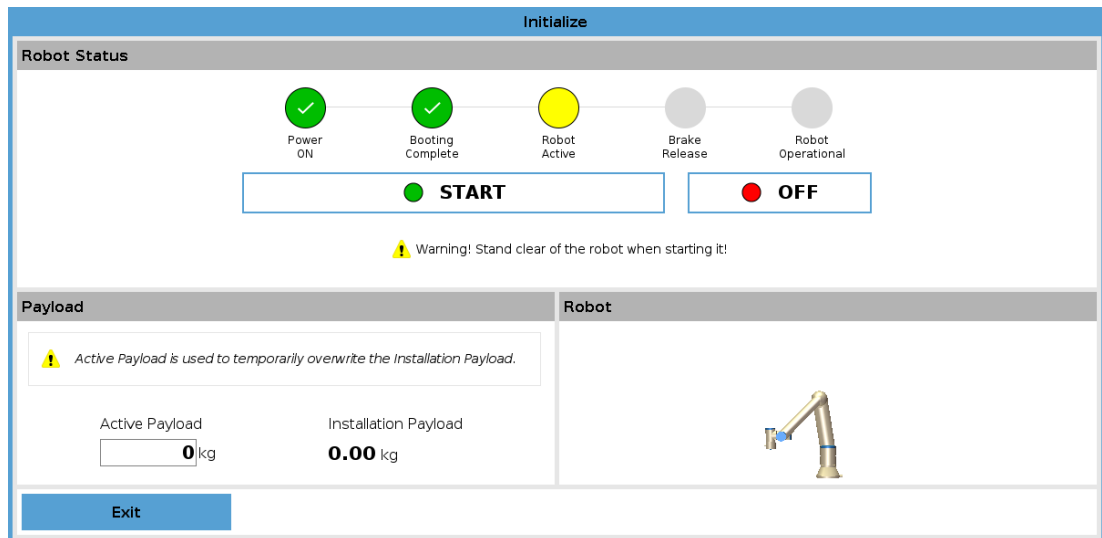 Initialize
Robot Status
Power
ON
Booting
Complete
Robot
Active
Brake
Release
Robot
Operational
START
OFF
Warning! Stand clear of the robot when starting it!
Payload
Robot
Active Payload is used to temporarily overwrite the Installation Payload.
Active Payload
Installation Payload
0 kg
0.00 kg
Exit